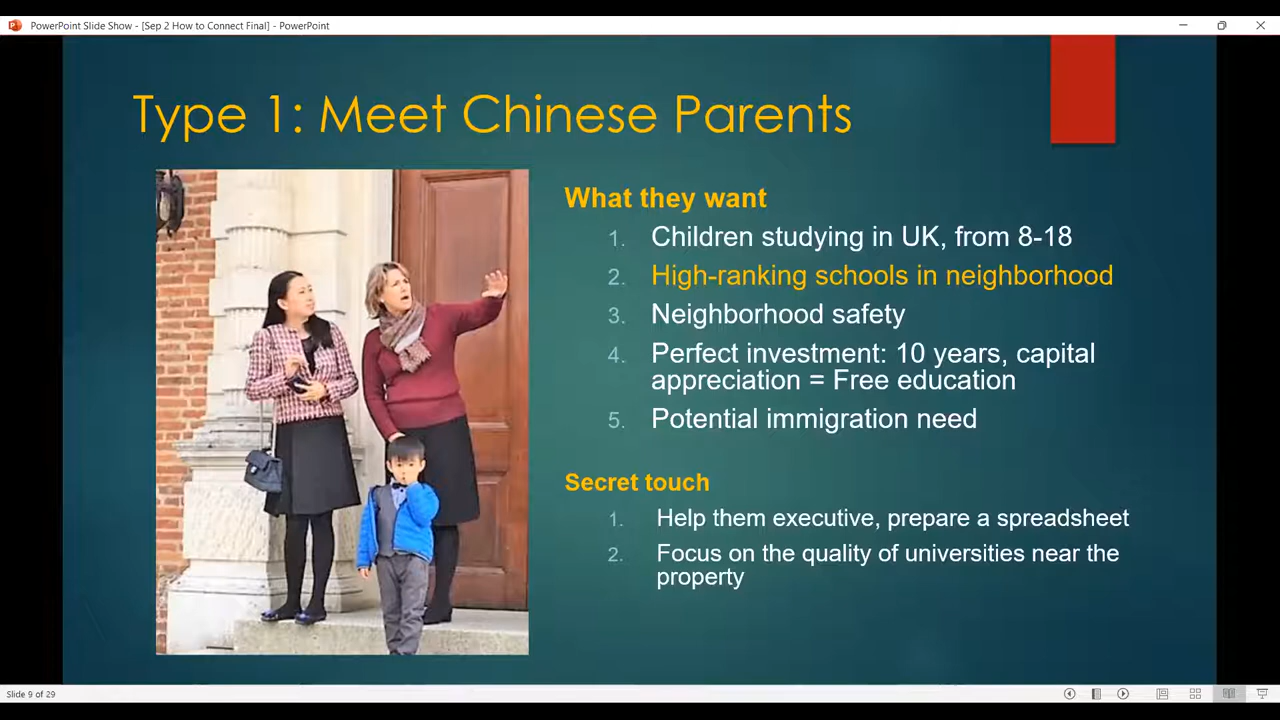 PowerPoint Slide Show - [Sep 2 How to Connect Final] - PowerPoint
Type 1: Meet Chinese Parents
What they want
1. Children studying in UK, from 8-18
2. High-ranking schools in neighborhood
3. Neighborhood safety
4. Perfect investment: 10 years, capital
appreciation = Free education
5. Potential immigration need
Secret touch
1. Help them executive, prepare a spreadsheet
2. Focus on the quality of universities near the
property
Slide 9 of 29